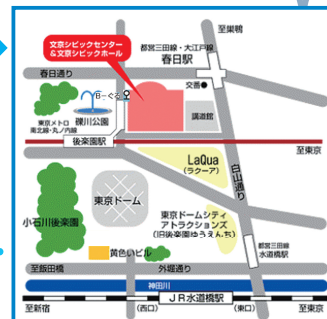 至巣鴨
文京シビックセンター
&文京シビックホール
都営三田線・大江戸線
春日駅
春日通り
交番●
B-ぐる
礫川公園
講道館
東京メトロ
南北線・丸ノ内線
後楽園駅
至東京
LaQua
(ラクーア)
白山通り
東京ドーム
小石川後楽園
東京ドームシティ
アトラクションズ
(旧後楽園ゆうえんち)
都営三田線
水道橋駅
黄色いビル
至飯田橋
外堀通り
神田川
JR水道橋駅
至新宿
(西口)
(東口)
至東京